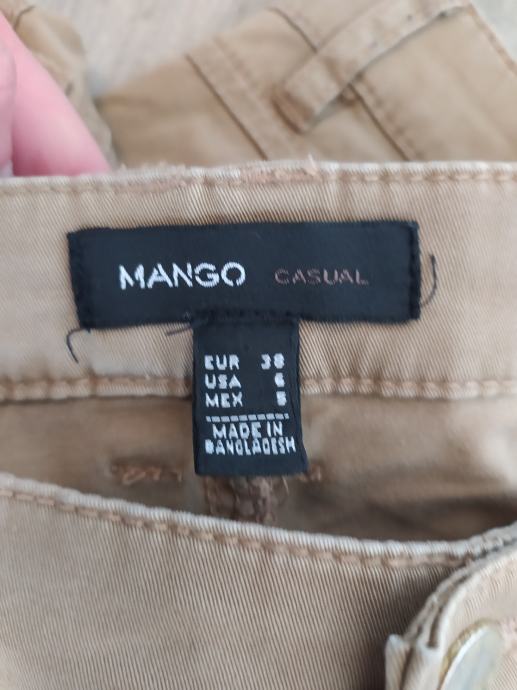 MANGO CASUAL
EUR 38
USA 6
MEX 5
MADE IN
BANGLADESH